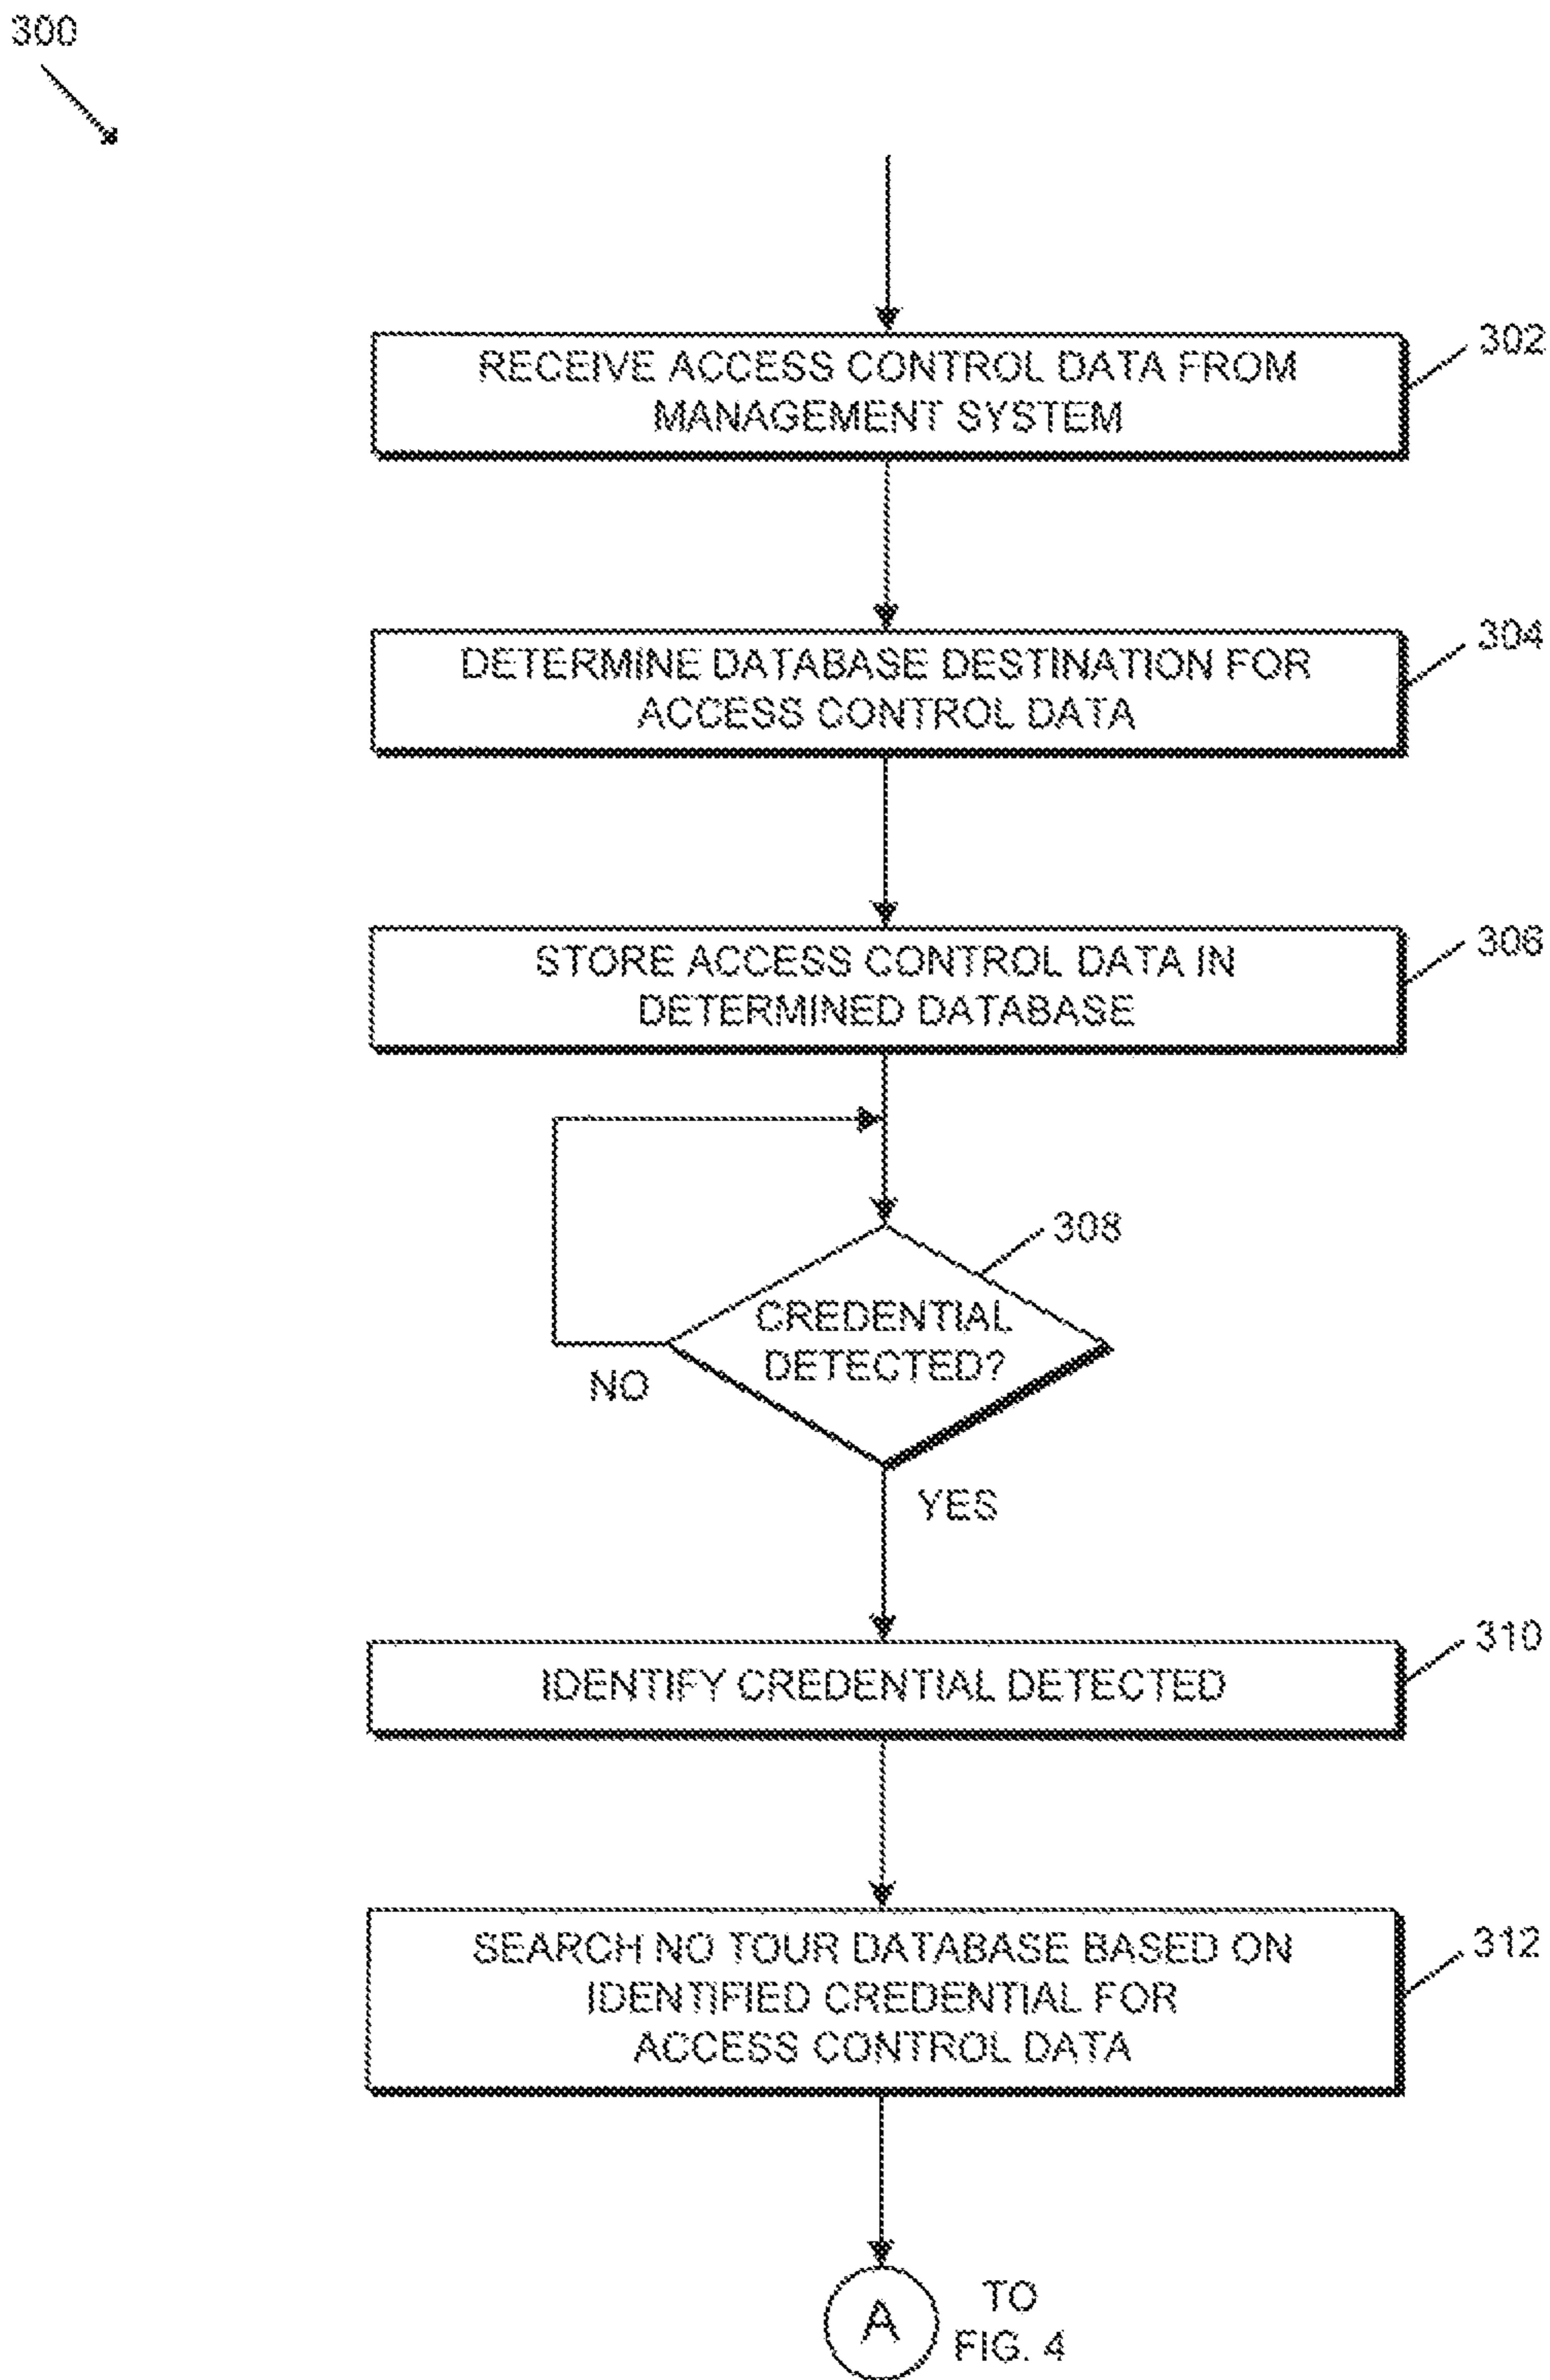 300
RECEIVE ACCESS CONTROL DATA FROM
MANAGEMENT SYSTEM
302
DETERMINE DATABASE DESTINATION FOR
ACCESS CONTROL DATA
304
STORE ACCESS CONTROL DATA IN
DETERMINED DATABASE
306
308
CREDENTIAL
DETECTED?
NO
YES
IDENTIFY CREDENTIAL DETECTED
310
SEARCH NO TOUR DATABASE BASED ON
IDENTIFIED CREDENTIAL FOR
ACCESS CONTROL DATA
312
A
TO
FIG. 4